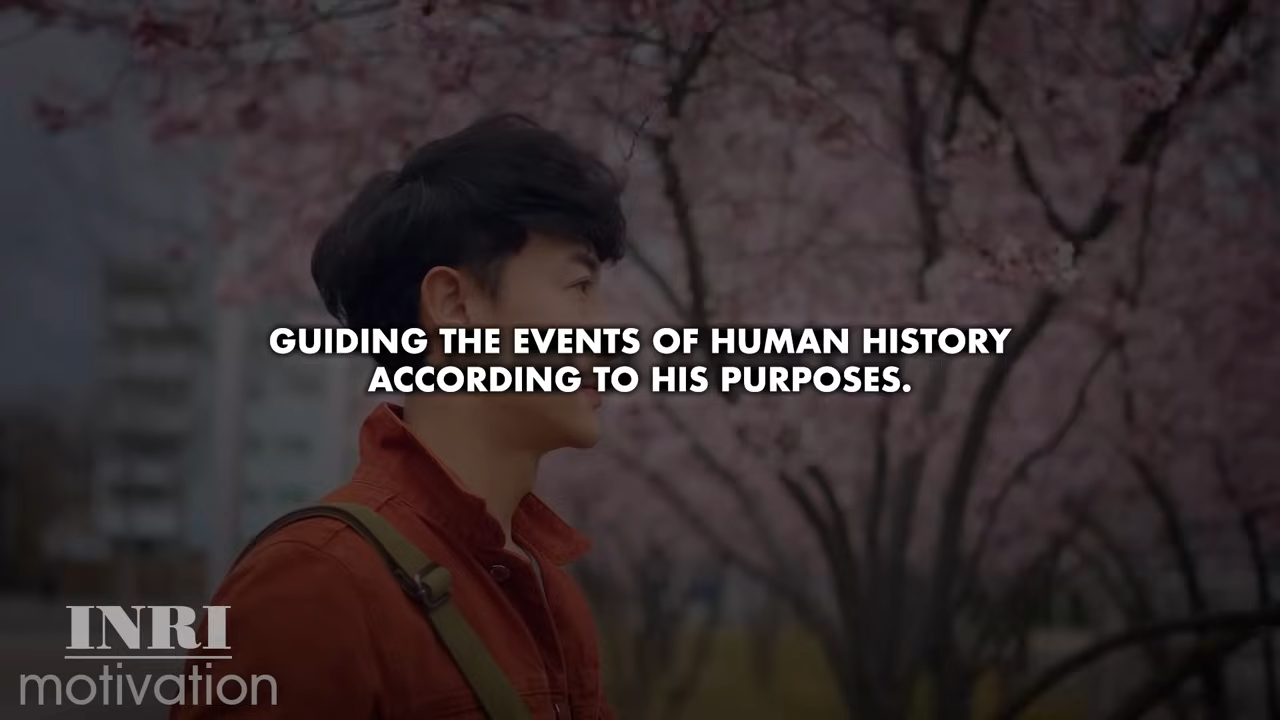 GUIDING THE EVENTS OF HUMAN HISTORY
ACCORDING TO HIS PURPOSES.
INRI
motivation